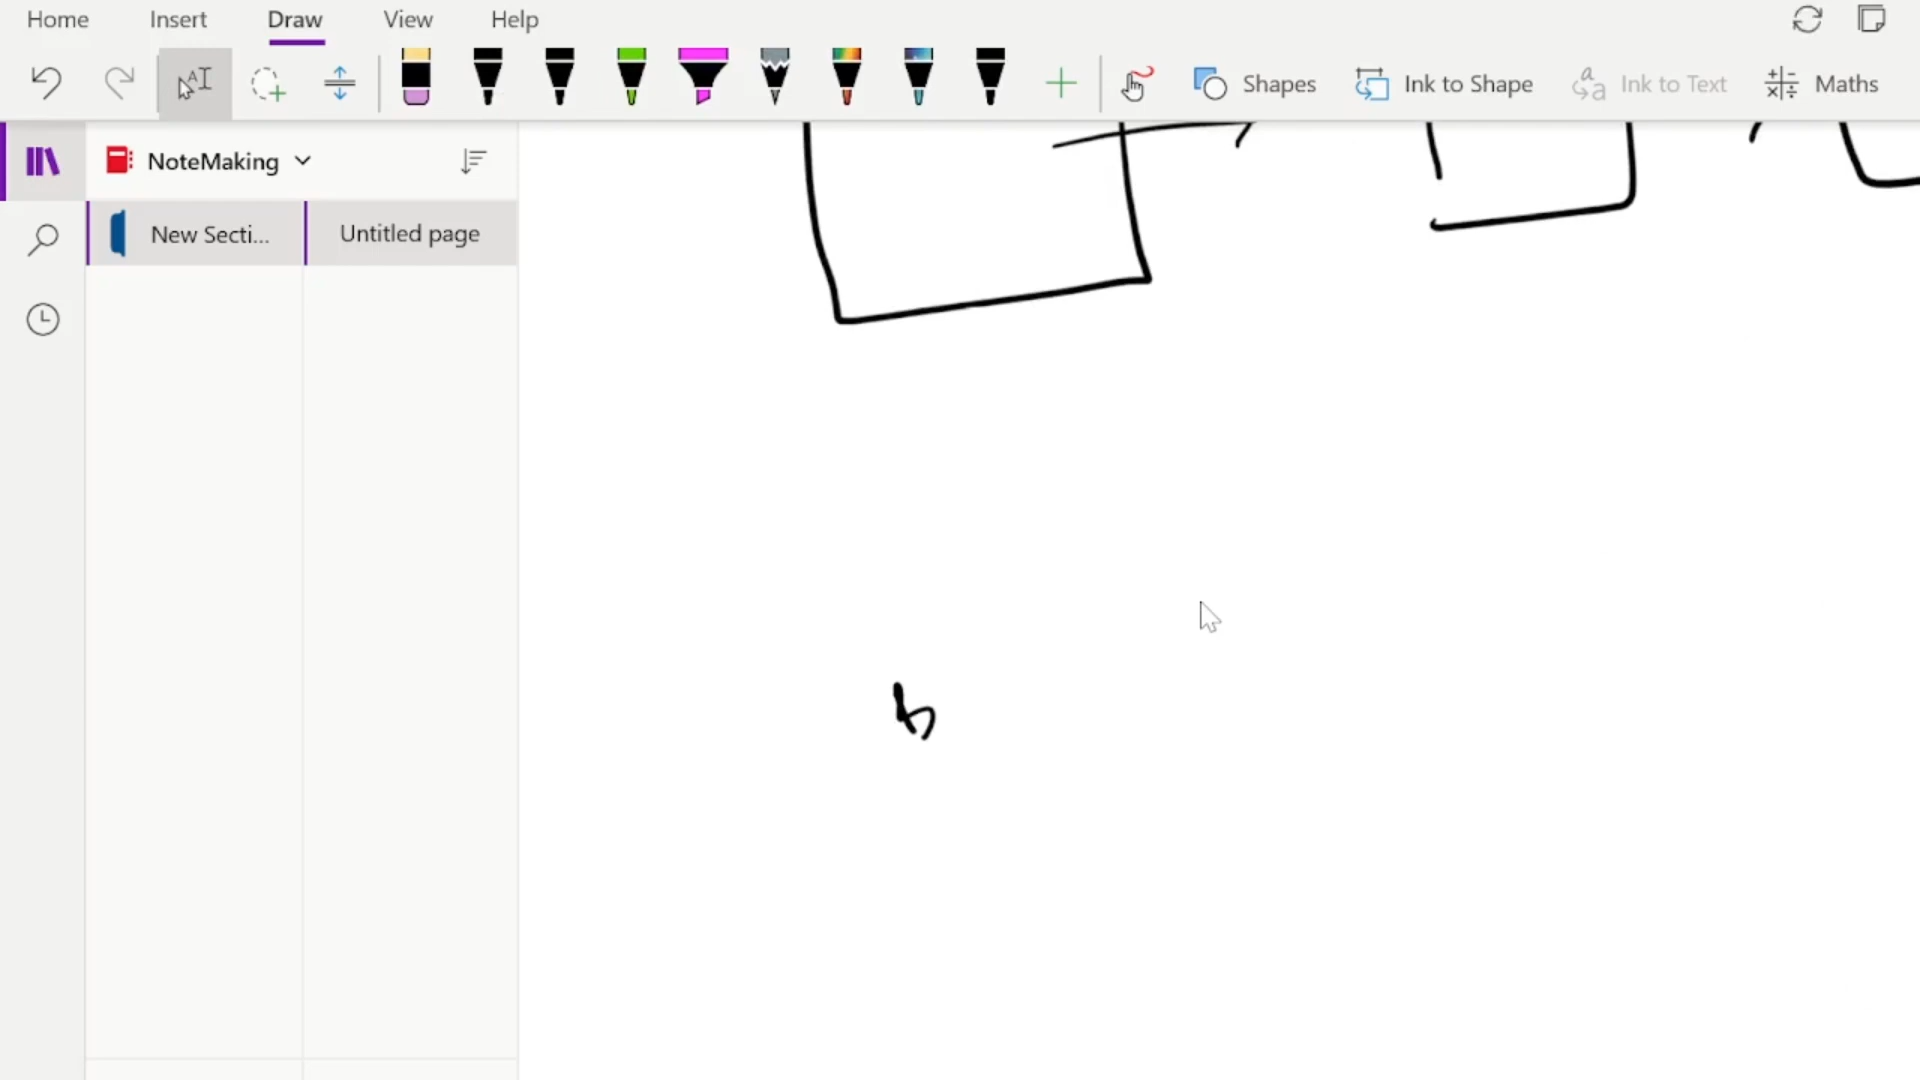 Home Insert Draw View Help
Shapes Ink to Shape Ink to Text Maths
NoteMaking
New Secti... Untitled page
b